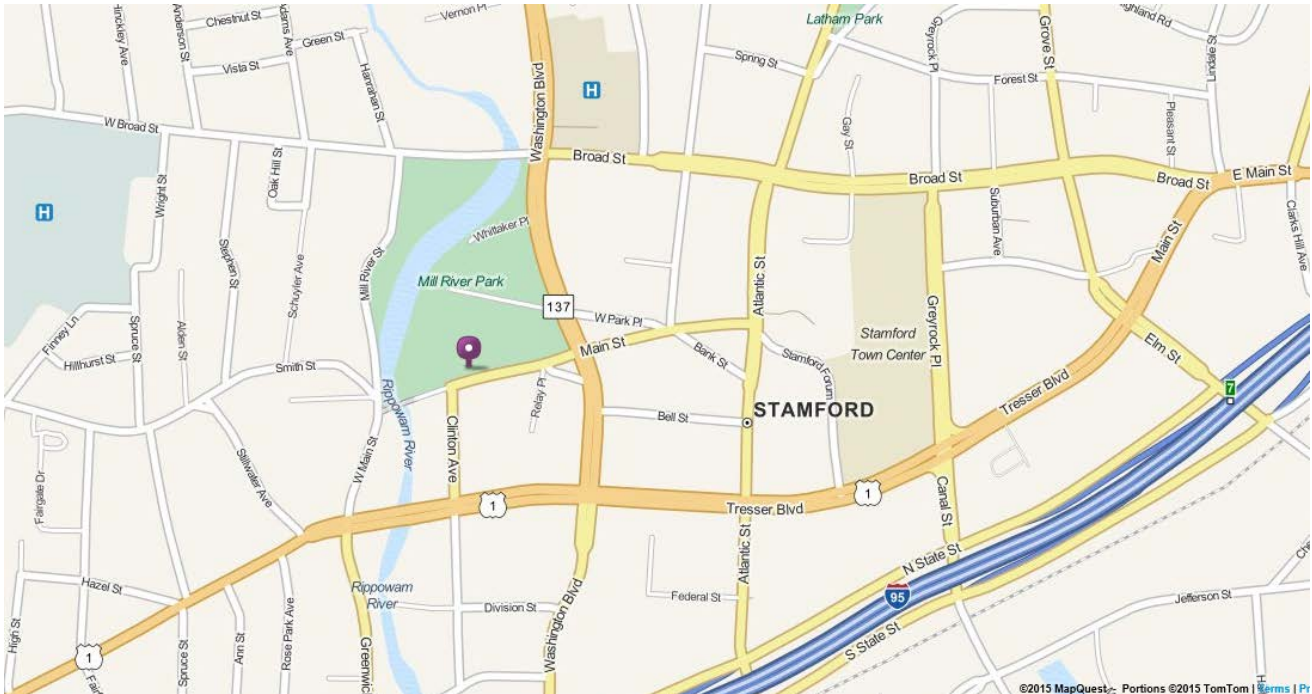 Hinckley Ave
Anderson St
Chestnut St
Adams Ave
Green St
Vista St
Hanrahan St
Vernon Pl
Washington Blvd
H
Latham Park
Spring St
Greyrock Pl
Grove St
Highland Rd
Lindale St
Forest St
Pleasant St
Gay St
W Broad St
Broad St
Broad St
Broad St
E Main St
H
Wright St
Oak Hill St
Stephen St
Schuyler Ave
Mill River St
Whittaker Pl
Mill River Park
137
W Park Pl
Main St
Bank St
Atlantic St
Suburban Ave
Main St
Clarks Hill Ave
Stamford
Town Center
Greyrock Pl
Stamford Forum
Elm St
7
Finney Ln
Hillhurst St
Spruce St
Alden St
Smith St
Rippowam River
Relay Pl
Bell St
STAMFORD
Tresser Blvd
Clinton Ave
W Main St
Stillwater Ave
Fairgate Dr
1
Tresser Blvd
1
Canal St
N State St
Atlantic St
95
S State St
Jefferson St
Federal St
Rippowam
River
Division St
Washington Blvd
Greenwic
Hazel St
High St
1
Spruce St
Ann St
Rose Park Ave
©2015 MapQuest - Portions ©2015 TomTom | Terms | Pr